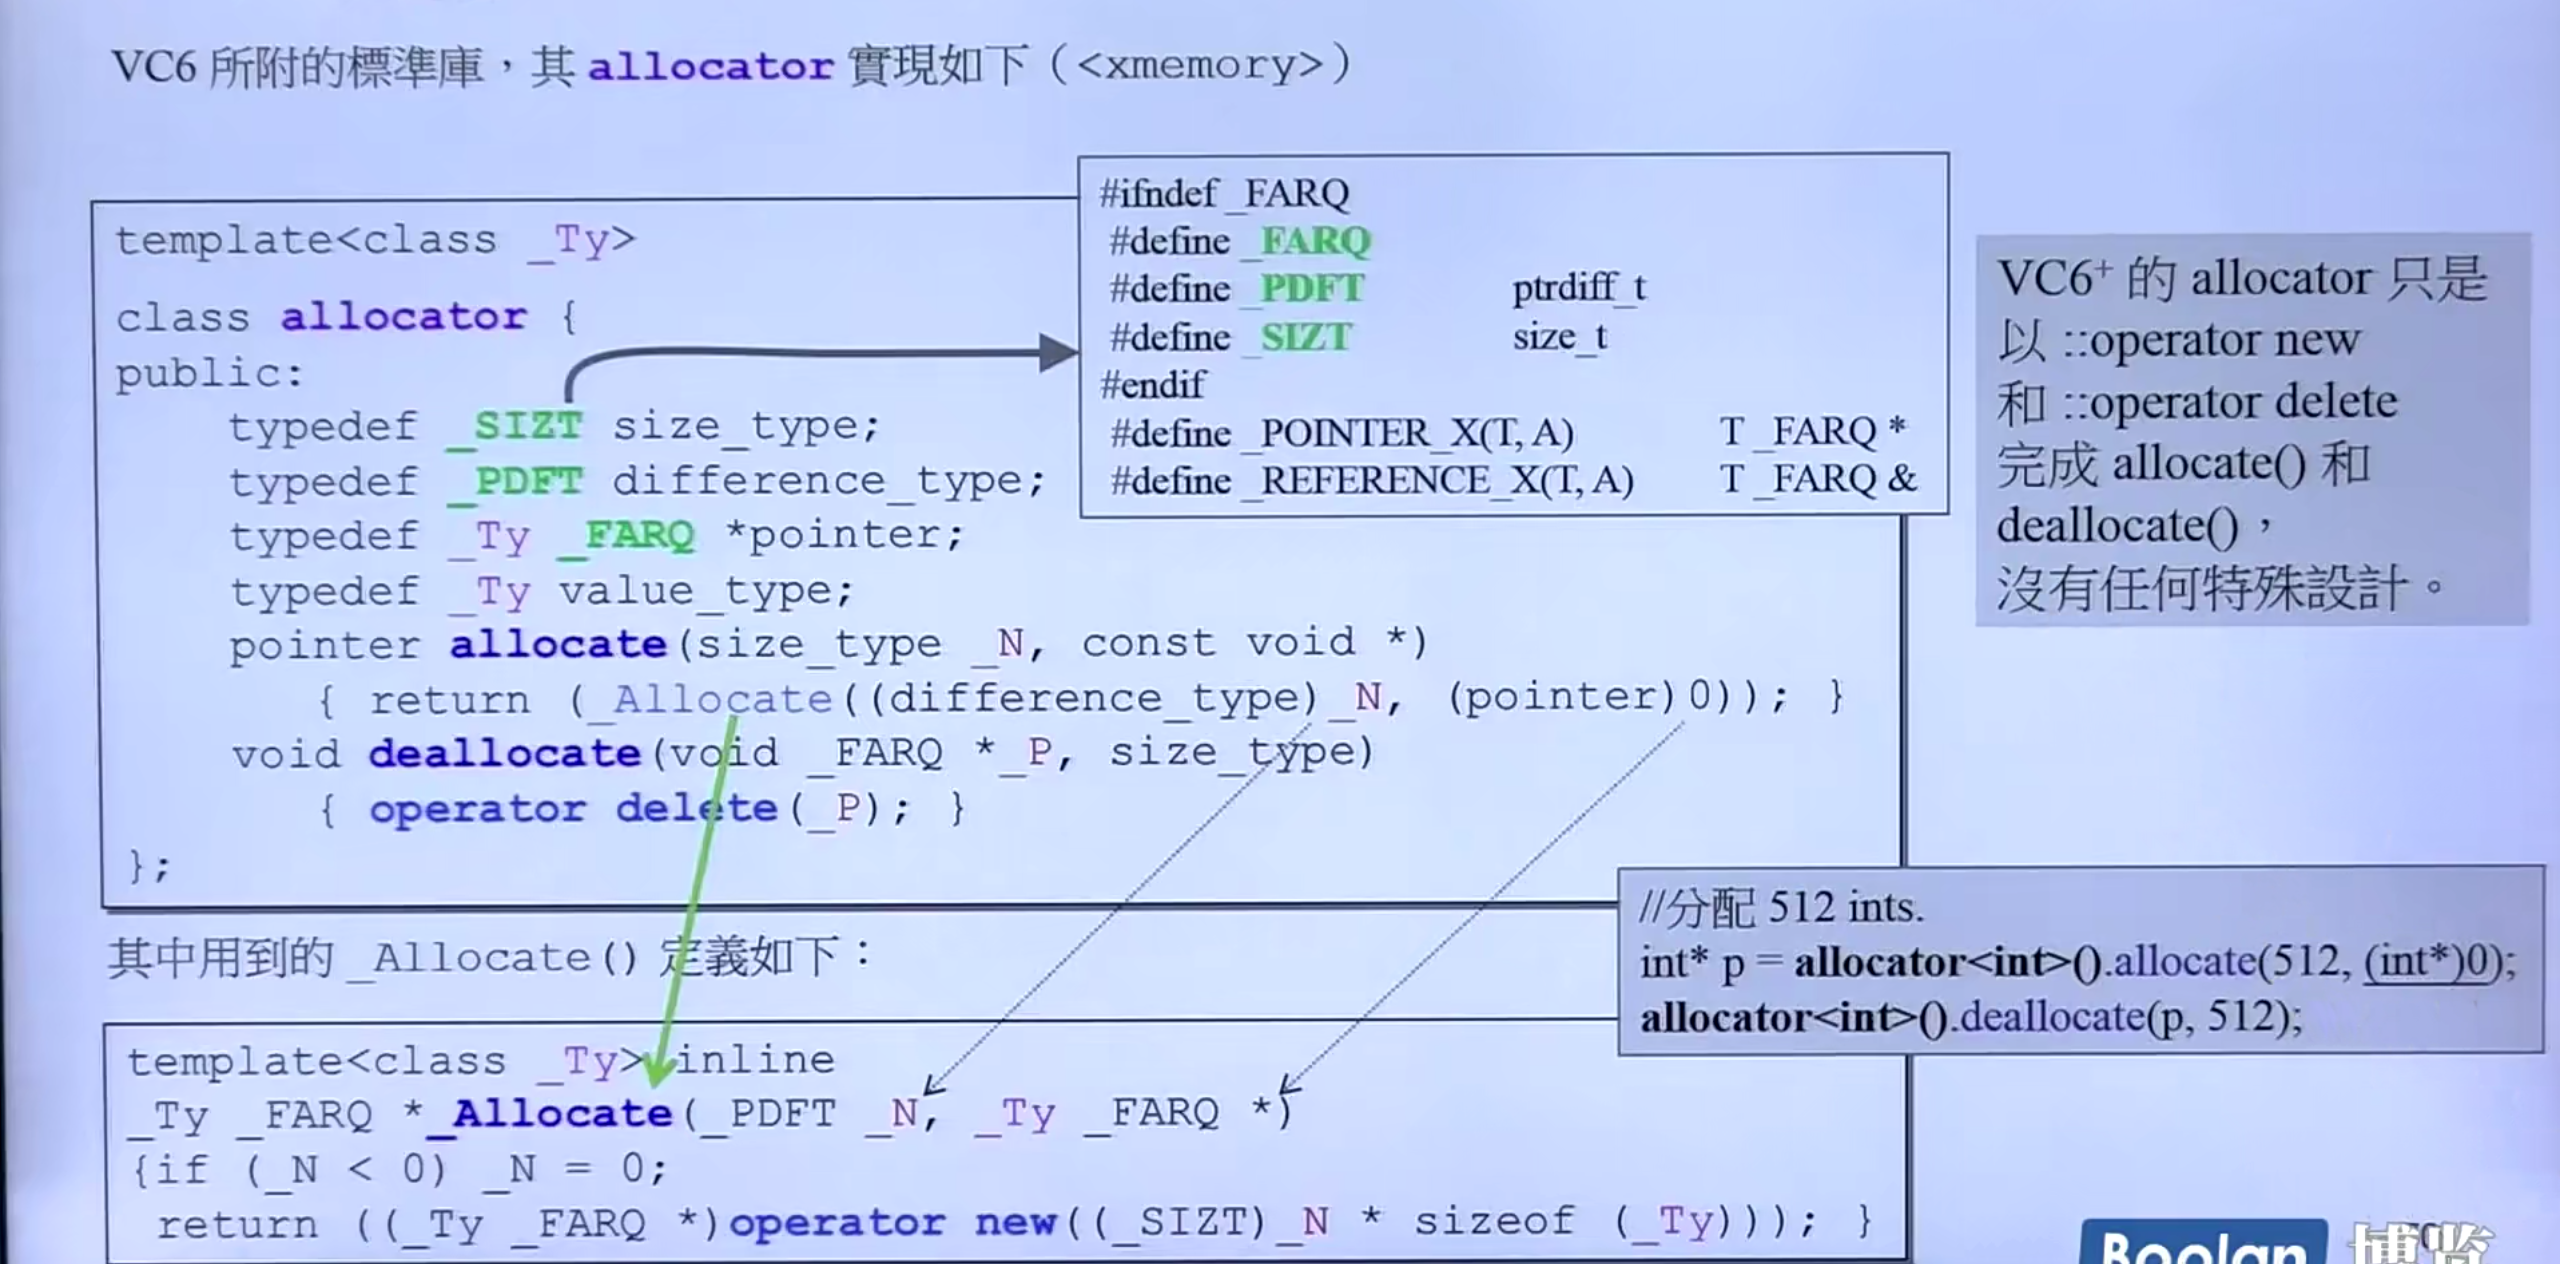 VC6 所附的標準庫，其 allocator 實現如下（<xmemory>）
template<class _Ty>
class allocator {
public:
typedef _SIZT size_type;
typedef _PDFT difference_type;
typedef _Ty _FARQ *pointer;
typedef _Ty value_type;
pointer allocate(size_type _N, const void *)
{ return (_Allocate((difference_type)_N, (pointer)0)); }
void deallocate(void _FARQ *_P, size_type)
{ operator delete(_P); }
};
#ifndef _FARQ
#define _FARQ
#define _PDFT ptrdiff_t
#define _SIZT size_t
#endif
#define _POINTER_X(T, A) T _FARQ *
#define _REFERENCE_X(T, A) T _FARQ &
VC6+ 的 allocator 只是
以 ::operator new
和 ::operator delete
完成 allocate() 和
deallocate()，
沒有任何特殊設計。
其中用到的 _Allocate() 定義如下：
//分配 512 ints.
int* p = allocator<int>().allocate(512, (int*)0);
allocator<int>().deallocate(p, 512);
template<class _Ty> inline
_Ty _FARQ *_Allocate(_PDFT _N, _Ty _FARQ *)
{if (_N < 0) _N = 0;
return ((_Ty _FARQ *)operator new((_SIZT)_N * sizeof (_Ty))); }
Boolan 博览